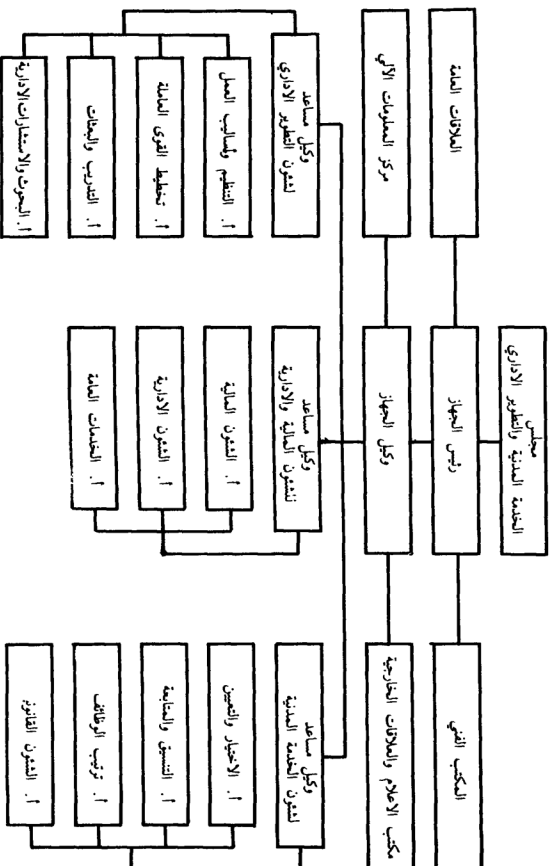 مجلس
الخدمة المدنية والتطوير الاداري
المكتب الفني
رئيس الجهاز
العلاقات العامة
مكتب الاعلام والعلاقات الخارجية
وكيل الجهاز
مركز المعلومات الآلي
وكيل مساعد
لشئون الخدمة المدنية
أ. الاختيار والتعيين
أ. التنسيق والمتابعة
أ. ترتيب الوظائف
أ. الشئون القانونية
وكيل مساعد
للشئون المالية والادارية
أ. الشئون المالية
أ. الشئون الادارية
أ. الخدمات العامة
وكيل مساعد
لشئون التطوير الاداري
أ. التنظيم وأساليب العمل
أ. تخطيط القوى العاملة
أ. التدريب والبعثات
أ. البحوث والاستشارات الادارية